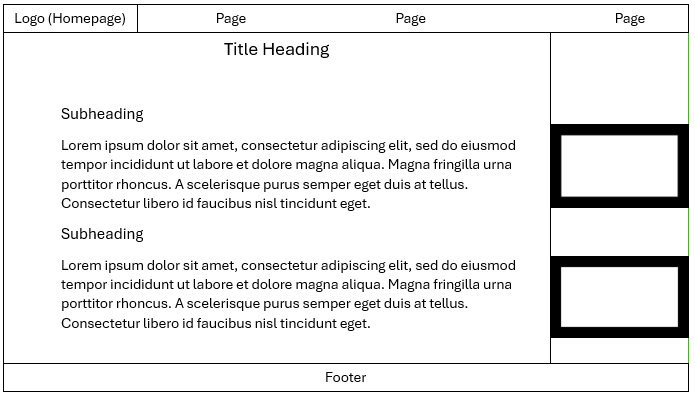 Logo (Homepage) Page Page Page
Title Heading
Subheading
Lorem ipsum dolor sit amet, consectetur adipiscing elit, sed do eiusmod
tempor incididunt ut labore et dolore magna aliqua. Magna fringilla urna
porttitor rhoncus. A scelerisque purus semper eget duis at tellus.
Consectetur libero id faucibus nisl tincidunt eget.
Subheading
Lorem ipsum dolor sit amet, consectetur adipiscing elit, sed do eiusmod
tempor incididunt ut labore et dolore magna aliqua. Magna fringilla urna
porttitor rhoncus. A scelerisque purus semper eget duis at tellus.
Consectetur libero id faucibus nisl tincidunt eget.
Footer